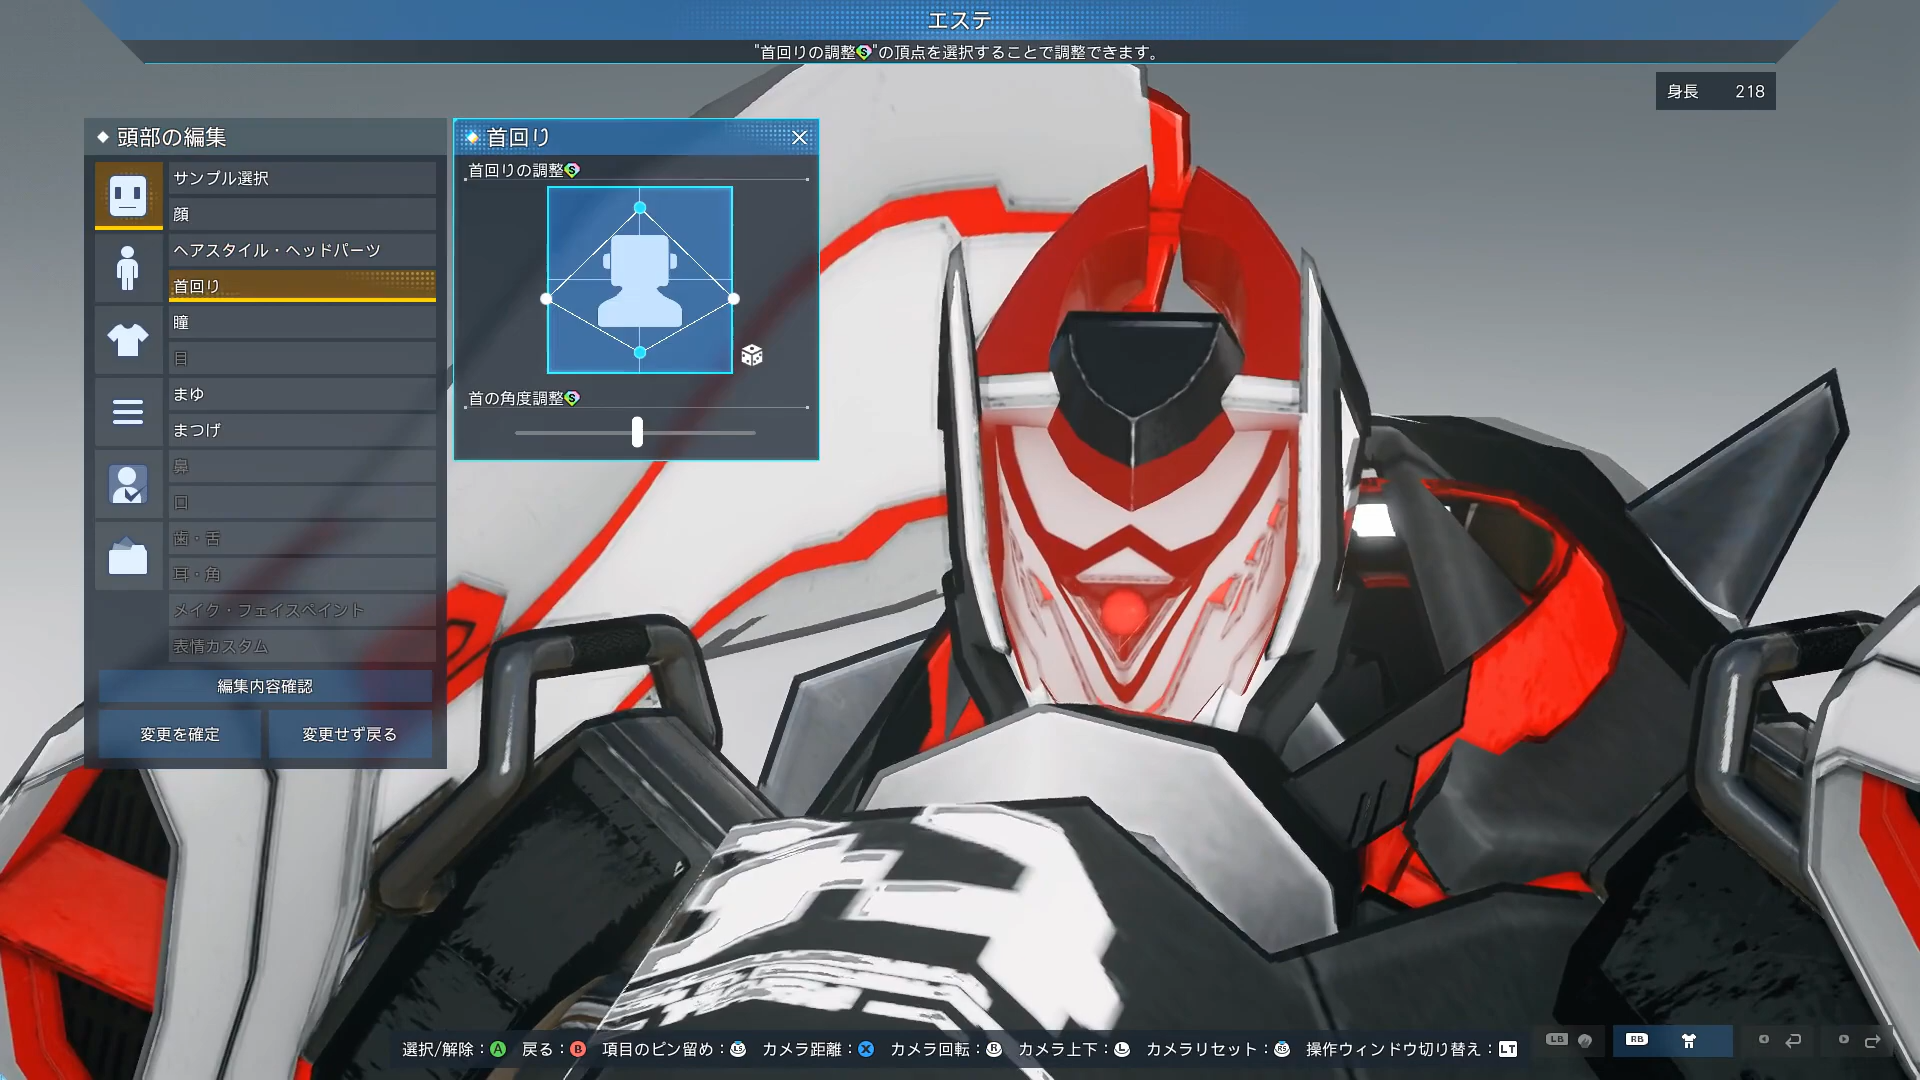 エステ
"首回りの調整S"の頂点を選択することで調整できます。
身長 218
頭部の編集
サンプル選択
顔
ヘアスタイル・ヘッドパーツ
首回り
瞳
目
まゆ
まつげ
鼻
口
歯・舌
耳・角
メイク・フェイスペイント
表情カスタム
編集内容確認
変更を確定 変更せず戻る
首回り
首回りの調整S
首の角度調整S
選択/解除：A 戻る：B 項目のピン留め：LS カメラ距離：X カメラ回転：R カメラ上下：L カメラリセット：RS 操作ウィンドウ切り替え：LT
LB RB